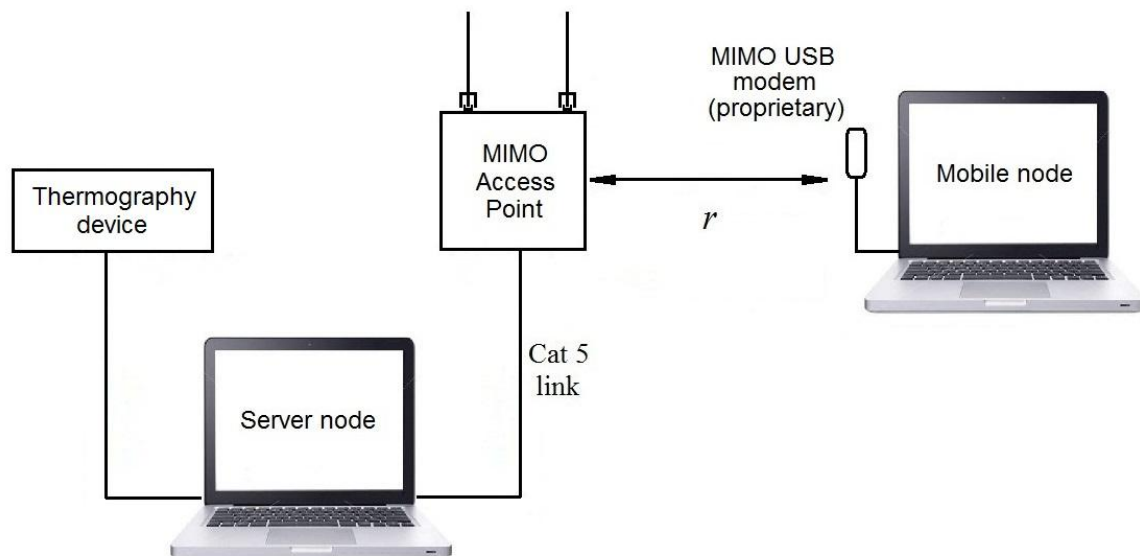 MIMO USB
modem
(proprietary)
MIMO
Access
Point
Mobile node
Thermography
device
r
Cat 5
link
Server node